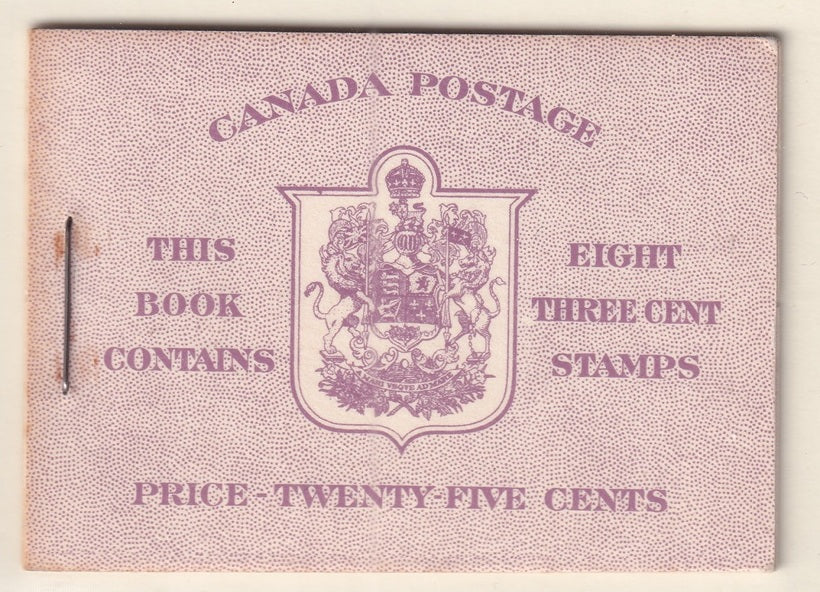 CANADA POSTAGE
THIS
BOOK
CONTAINS
EIGHT
THREE CENT
STAMPS
PRICE-TWENTY-FIVE CENTS